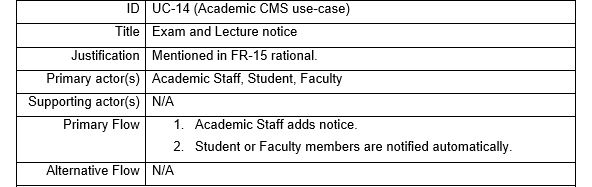 ID UC-14 (Academic CMS use-case)
Title Exam and Lecture notice
Justification Mentioned in FR-15 rational.
Primary actor(s) Academic Staff, Student, Faculty
Supporting actor(s) N/A
Primary Flow 1. Academic Staff adds notice.
2. Student or Faculty members are notified automatically.
Alternative Flow N/A